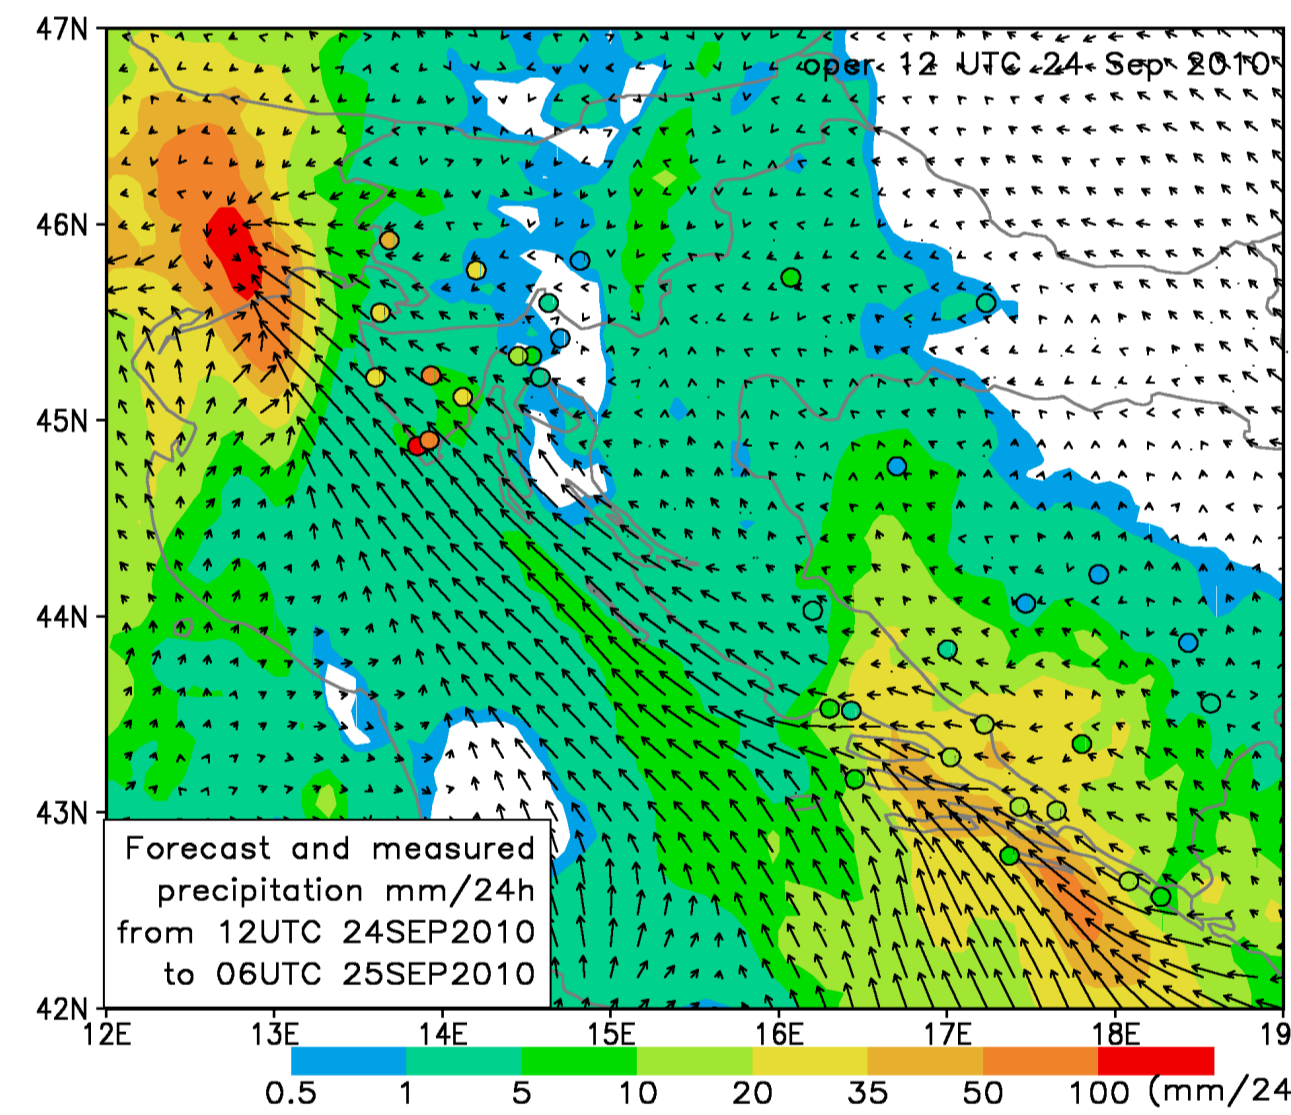 47N
oper 12 UTC 24 Sep 2010
46N
45N
44N
43N
Forecast and measured
precipitation mm/24h
from 12UTC 24SEP2010
to 06UTC 25SEP2010
42N
12E 13E 14E 15E 16E 17E 18E 19
0.5 1 5 10 20 35 50 100 (mm/24